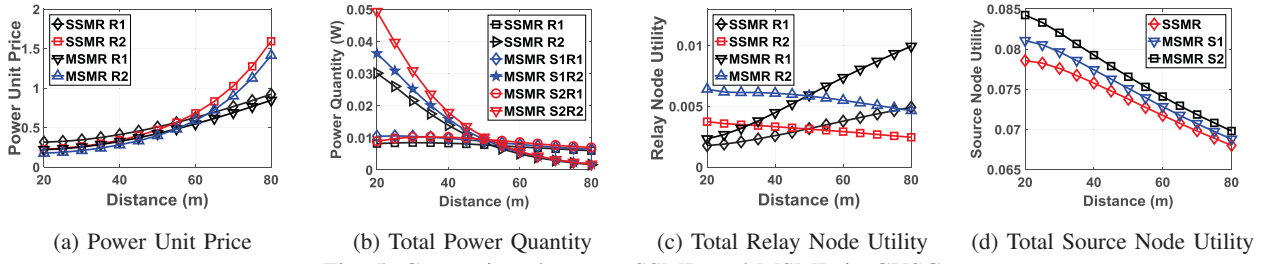 Power Unit Price
2
1.5
1
0.5
0
SSMR R1
SSMR R2
MSMR R1
MSMR R2
20
40
60
80
Distance (m)
(a) Power Unit Price
Power Quantity (W)
0.05
0.04
0.03
0.02
0.01
0
SSMR R1
SSMR R2
MSMR S1R1
MSMR S1R2
MSMR S2R1
MSMR S2R2
20
40
60
80
Distance (m)
(b) Total Power Quantity
Relay Node Utility
0.01
0.005
0
SSMR R1
SSMR R2
MSMR R1
MSMR R2
20
40
60
80
Distance (m)
(c) Total Relay Node Utility
Source Node Utility
0.085
0.08
0.075
0.07
0.065
SSMR
MSMR S1
MSMR S2
20
40
60
80
Distance (m)
(d) Total Source Node Utility